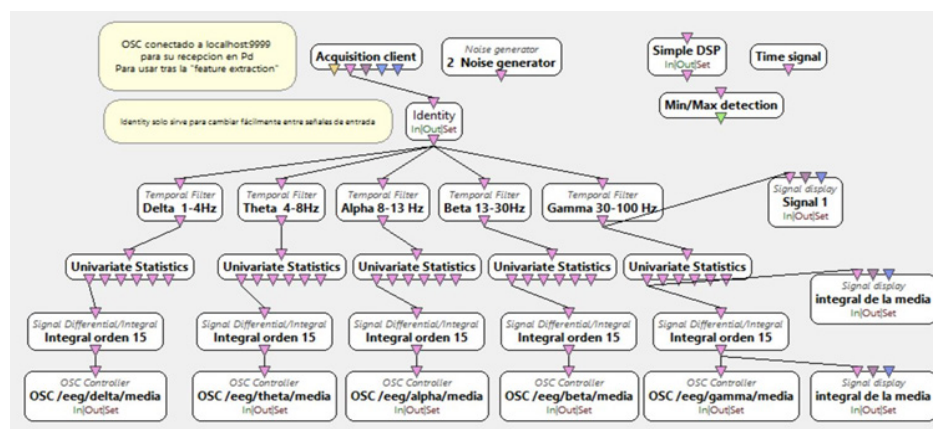 OSC conectado a localhost:9999
para su recepcion en Pd
Para usar tras la "feature extraction"
Acquisition client
Noise generator
2 Noise generator
Simple DSP
In|Out|Set
Time signal
Min/Max detection
Identity solo sirve para cambiar fácilmente entre señales de entrada
Identity
In|Out|Set
Temporal Filter
Delta 1-4Hz
Temporal Filter
Theta 4-8Hz
Temporal Filter
Alpha 8-13 Hz
Temporal Filter
Beta 13-30Hz
Temporal Filter
Gamma 30-100 Hz
Signal display
Signal 1
In|Out|Set
Univariate Statistics
Univariate Statistics
Univariate Statistics
Univariate Statistics
Univariate Statistics
Signal display
integral de la media
In|Out|Set
Signal Differential/Integral
Integral orden 15
Signal Differential/Integral
Integral orden 15
Signal Differential/Integral
Integral orden 15
Signal Differential/Integral
Integral orden 15
Signal Differential/Integral
Integral orden 15
OSC Controller
OSC /eeg/delta/media
In|Out|Set
OSC Controller
OSC /eeg/theta/media
In|Out|Set
OSC Controller
OSC /eeg/alpha/media
In|Out|Set
OSC Controller
OSC /eeg/beta/media
In|Out|Set
OSC Controller
OSC /eeg/gamma/media
In|Out|Set
Signal display
integral de la media
In|Out|Set